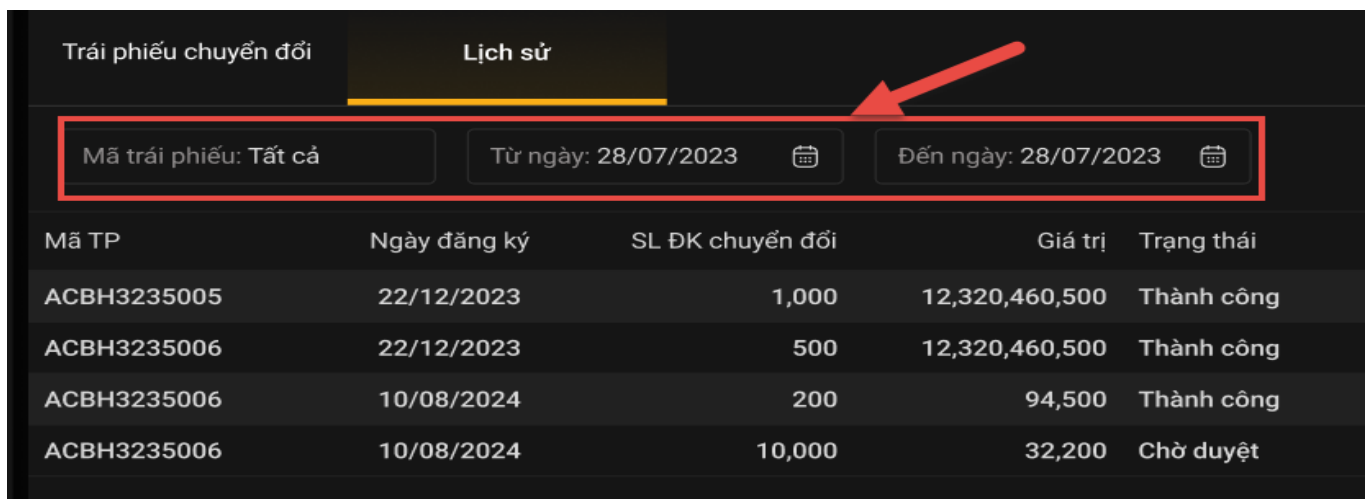 Trái phiếu chuyển đổi Lịch sử
Mã trái phiếu: Tất cả Từ ngày: 28/07/2023 Đến ngày: 28/07/2023
Mã TP Ngày đăng ký SL ĐK chuyển đổi Giá trị Trạng thái
ACBH3235005 22/12/2023 1,000 12,320,460,500 Thành công
ACBH3235006 22/12/2023 500 12,320,460,500 Thành công
ACBH3235006 10/08/2024 200 94,500 Thành công
ACBH3235006 10/08/2024 10,000 32,200 Chờ duyệt